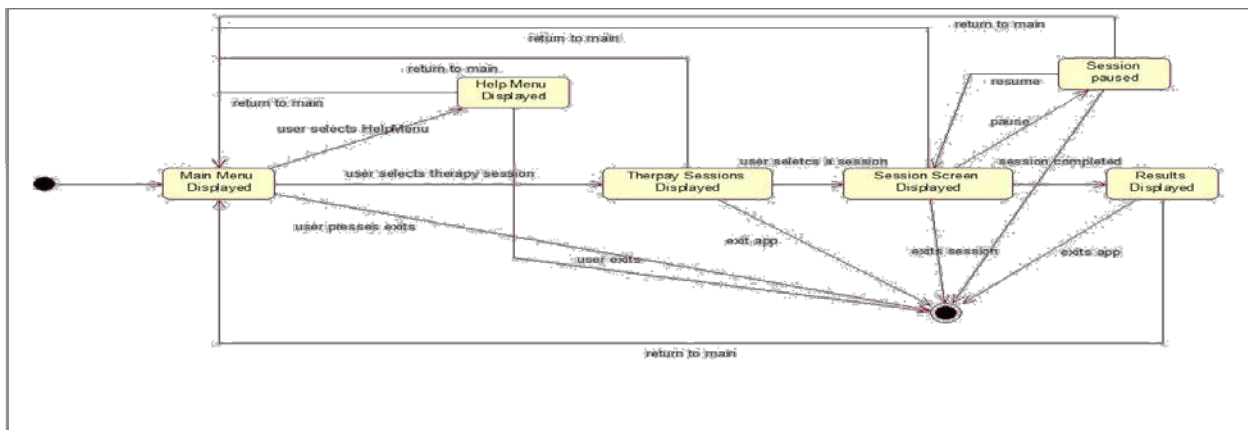 return to main
return to main
return to main
Session
paused
resume
Help Menu
Displayed
return to main
user selects HelpMenu
pause
Main Menu
Displayed
user selects therapy session
Therpay Sessions
Displayed
user seletcs a session
Session Screen
Displayed
session completed
Results
Displayed
user presses exits
exit app
exits session
exits app
user exits
return to main